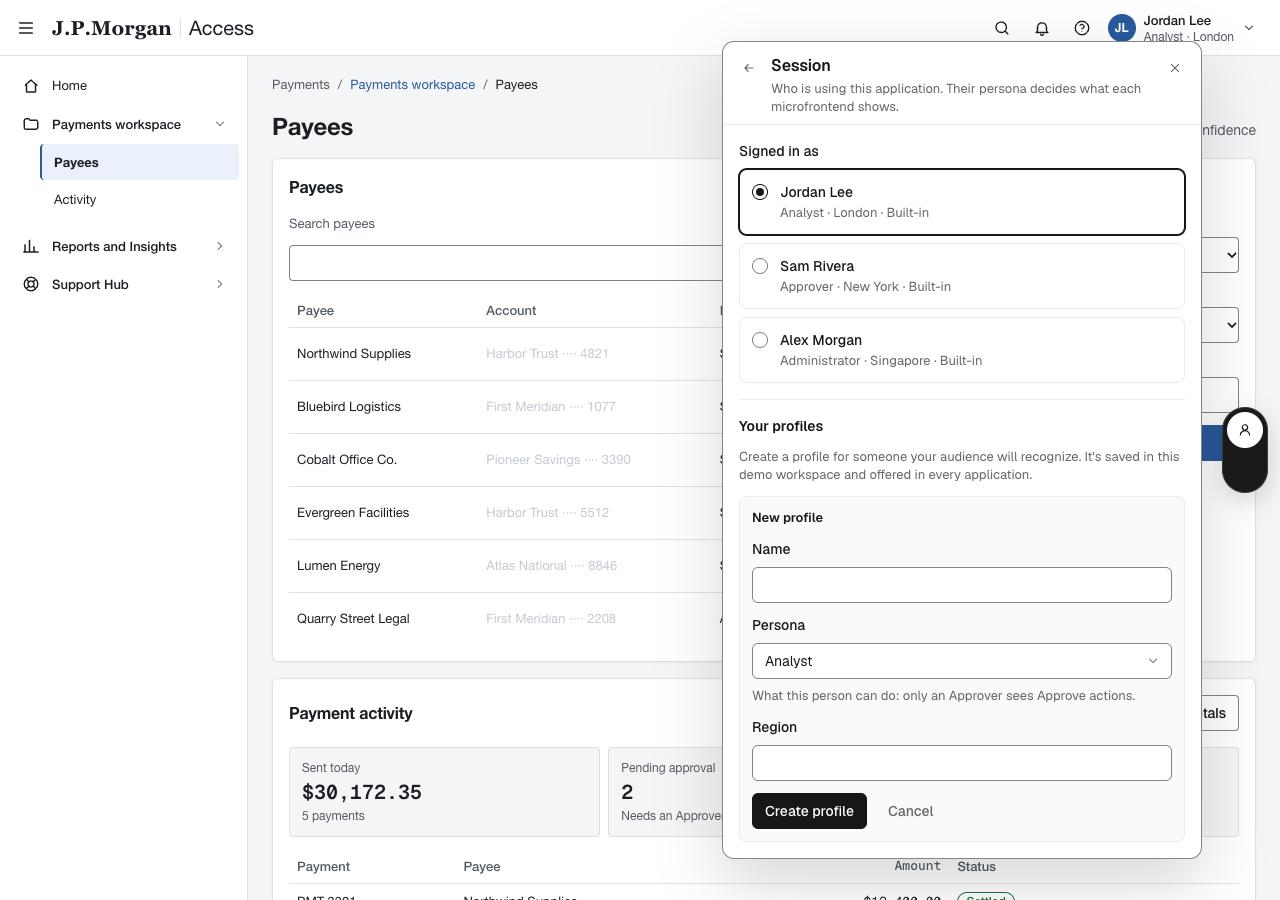 J.P.Morgan Access
JL
Jordan Lee
Analyst · London
Home
Payments workspace
Payees
Activity
Reports and Insights
Support Hub
Payments / Payments workspace / Payees
Payees
Payees
Search payees
Payee Account
Northwind Supplies Harbor Trust ···· 4821
Bluebird Logistics First Meridian ···· 1077
Cobalt Office Co. Pioneer Savings ···· 3390
Evergreen Facilities Harbor Trust ···· 5512
Lumen Energy Atlas National ···· 8846
Quarry Street Legal First Meridian ···· 2208
Payment activity
Sent today
$30,172.35
5 payments
Pending approval
2
Needs an Approve
Payment Payee Amount Status
Session
Who is using this application. Their persona decides what each
microfrontend shows.
Signed in as
Jordan Lee
Analyst · London · Built-in
Sam Rivera
Approver · New York · Built-in
Alex Morgan
Administrator · Singapore · Built-in
Your profiles
Create a profile for someone your audience will recognize. It's saved in this
demo workspace and offered in every application.
New profile
Name
Persona
Analyst
What this person can do: only an Approver sees Approve actions.
Region
Create profile Cancel